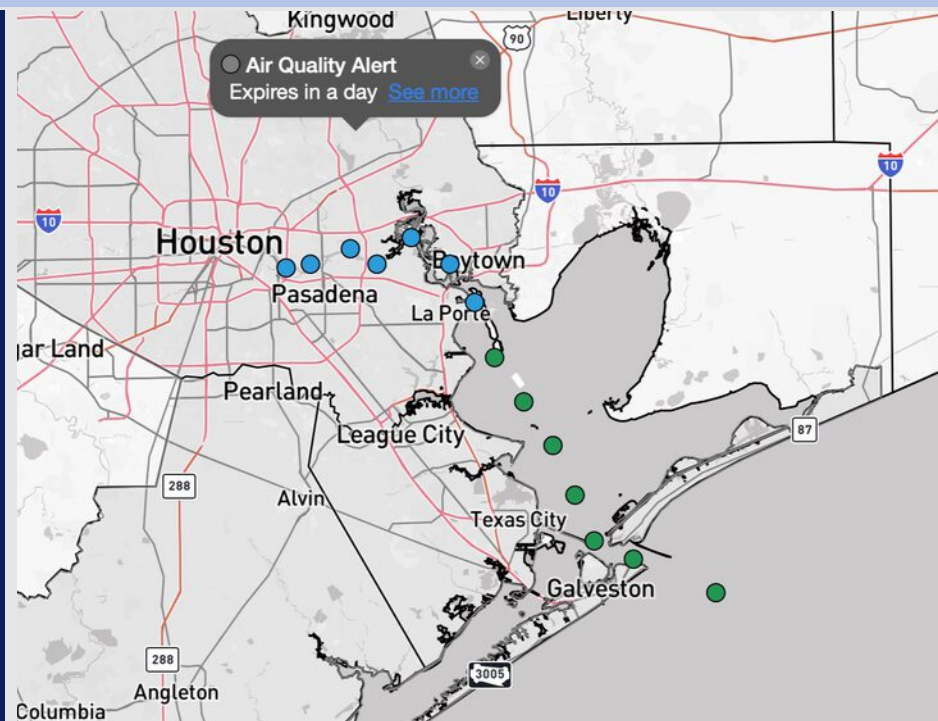 Kingwood
Liberty
90
Air Quality Alert
Expires in a day See more
10
10
10
Houston
Baytown
Pasadena
La Porte
gar Land
Pearland
87
League City
288
Alvin
Texas City
Galveston
288
3005
Angleton
Columbia